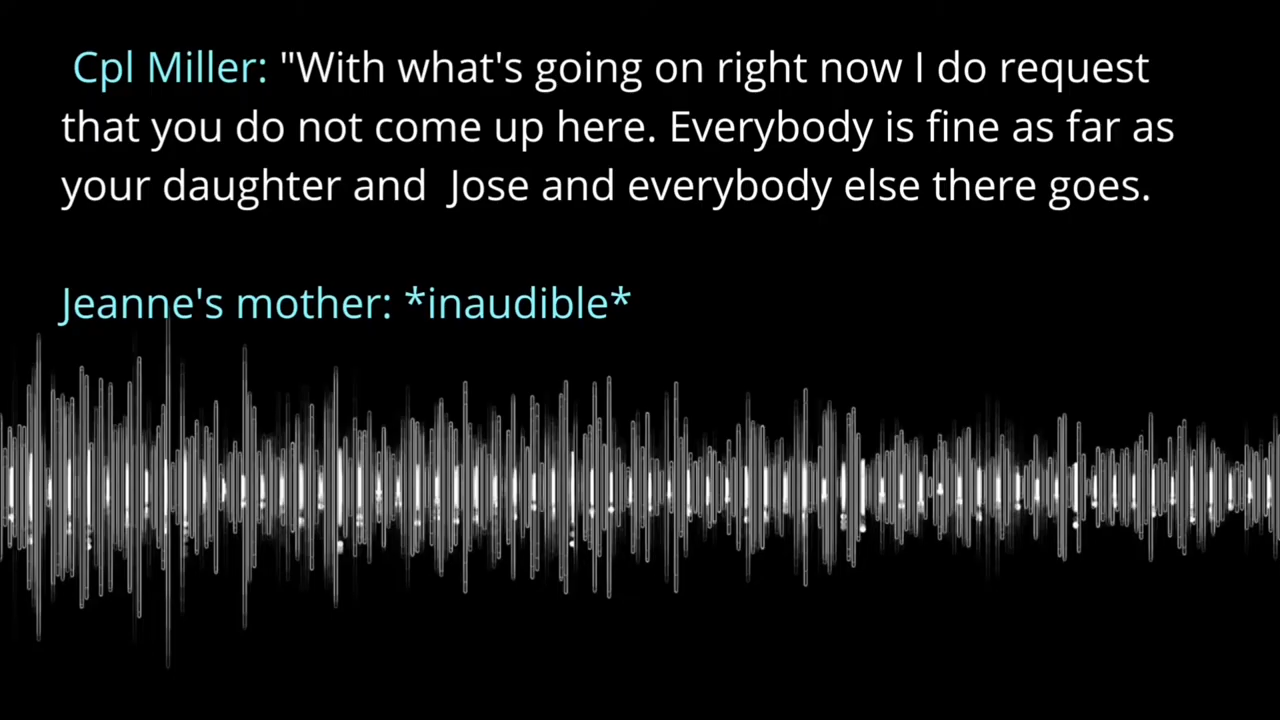 Cpl Miller: "With what's going on right now I do request
that you do not come up here. Everybody is fine as far as
your daughter and  Jose and everybody else there goes.
Jeanne's mother: *inaudible*